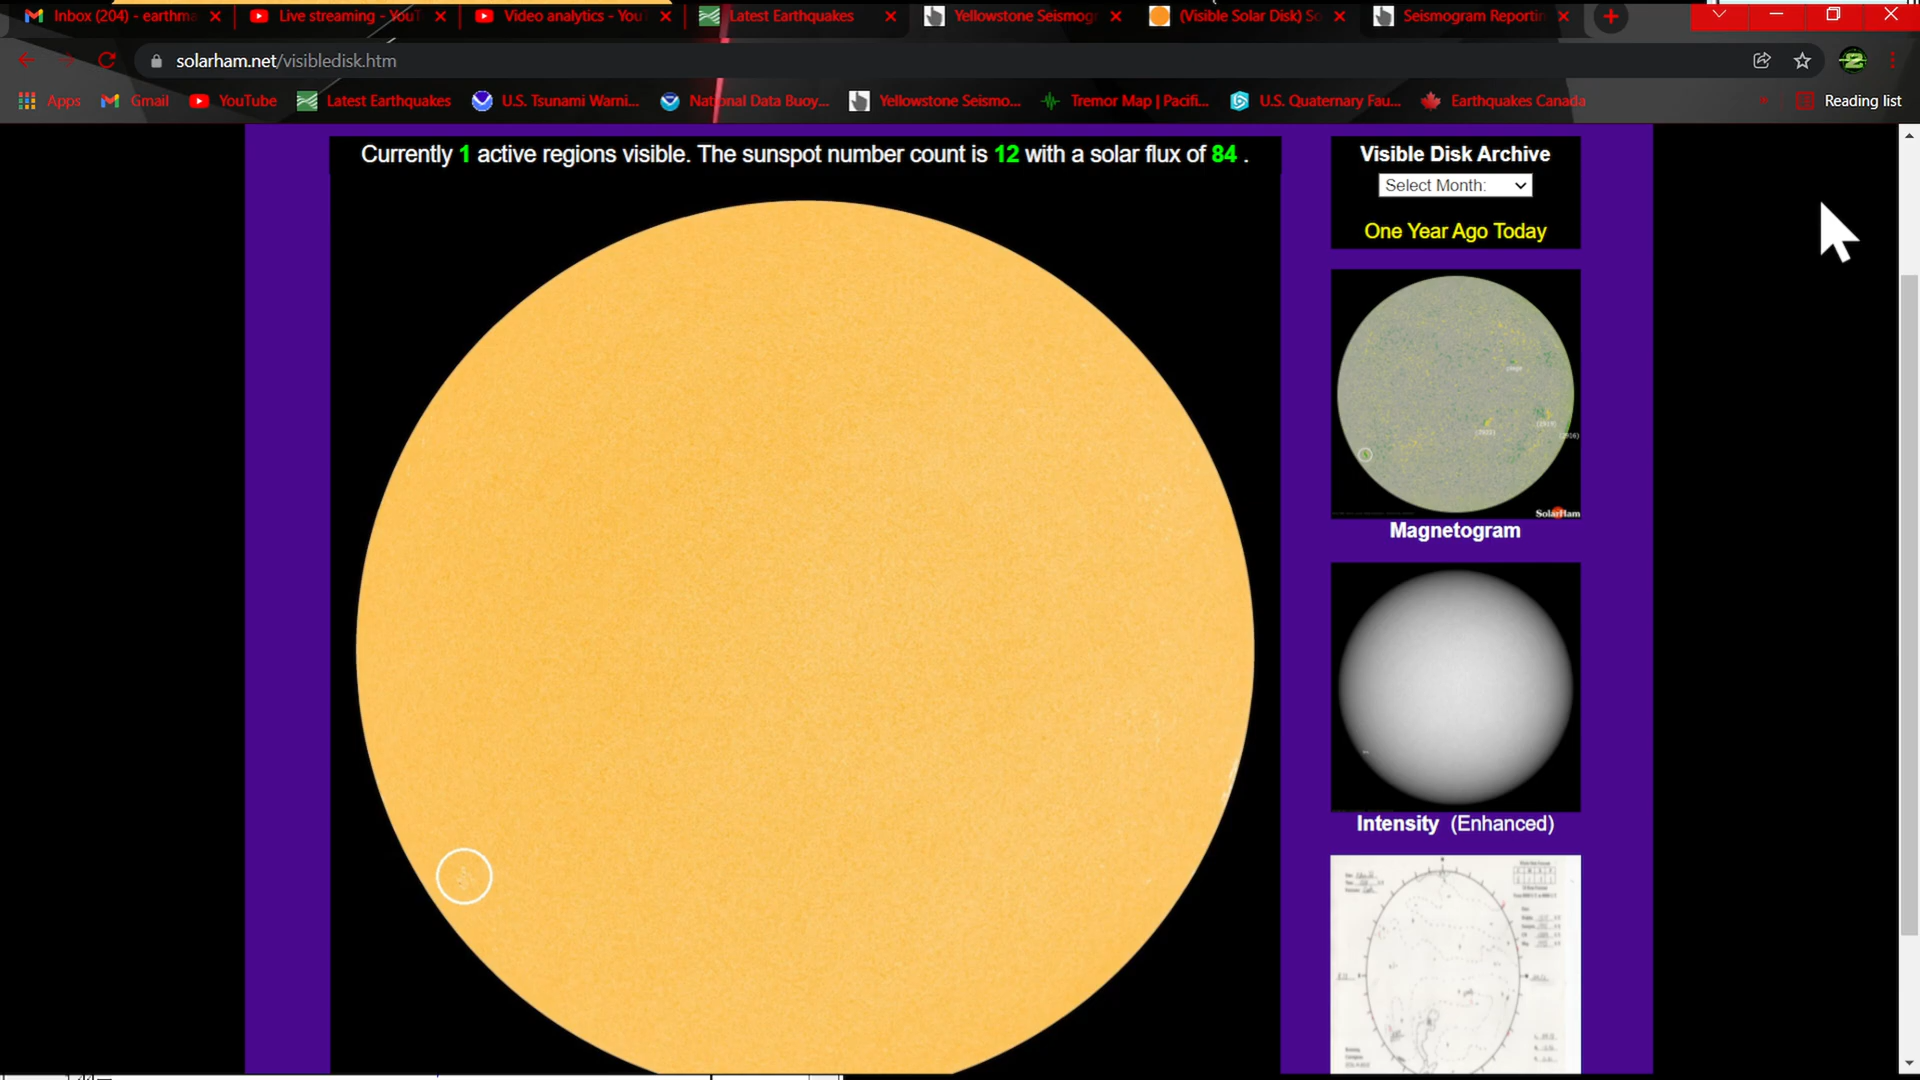 Inbox (204) - earthma
Live streaming - YouT
Video analytics - YouT
Latest Earthquakes
Yellowstone Seismogr
(Visible Solar Disk) So
Seismogram Reportin
solarham.net/visibledisk.htm
Apps
Gmail
YouTube
Latest Earthquakes
U.S. Tsunami Warni...
National Data Buoy...
Yellowstone Seismo...
Tremor Map | Pacifi...
U.S. Quaternary Fau...
Earthquakes Canada
Reading list
Currently 1 active regions visible. The sunspot number count is 12 with a solar flux of 84 .
Visible Disk Archive
Select Month:
One Year Ago Today
SolarHam
Magnetogram
Intensity (Enhanced)